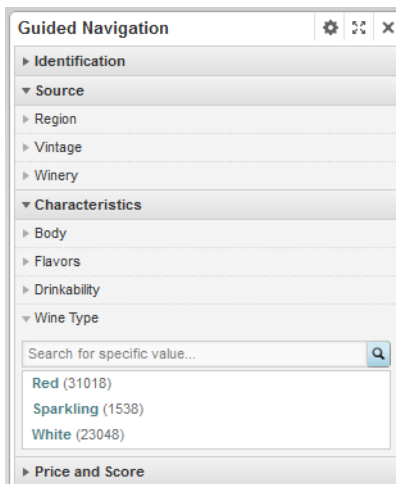 Guided Navigation
Identification
Source
Region
Vintage
Winery
Characteristics
Body
Flavors
Drinkability
Wine Type
Search for specific value...
Red (31018)
Sparkling (1538)
White (23048)
Price and Score